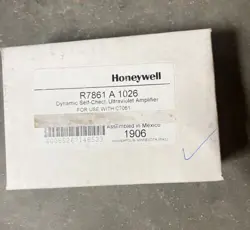 Honeywell
R7861 A 1026
Dynamic Self-Check Ultraviolet Amplifier
FOR USE WITH C7061
Assembled in Mexico
1906